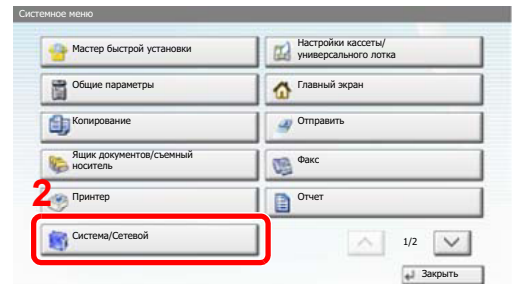 Системное меню
Мастер быстрой установки
Настройки кассеты/
универсального лотка
Общие параметры
Главный экран
Копирование
Отправить
Ящик документов/съемный
носитель
Факс
2
Принтер
Отчет
Система/Сетевой
1/2
Закрыть